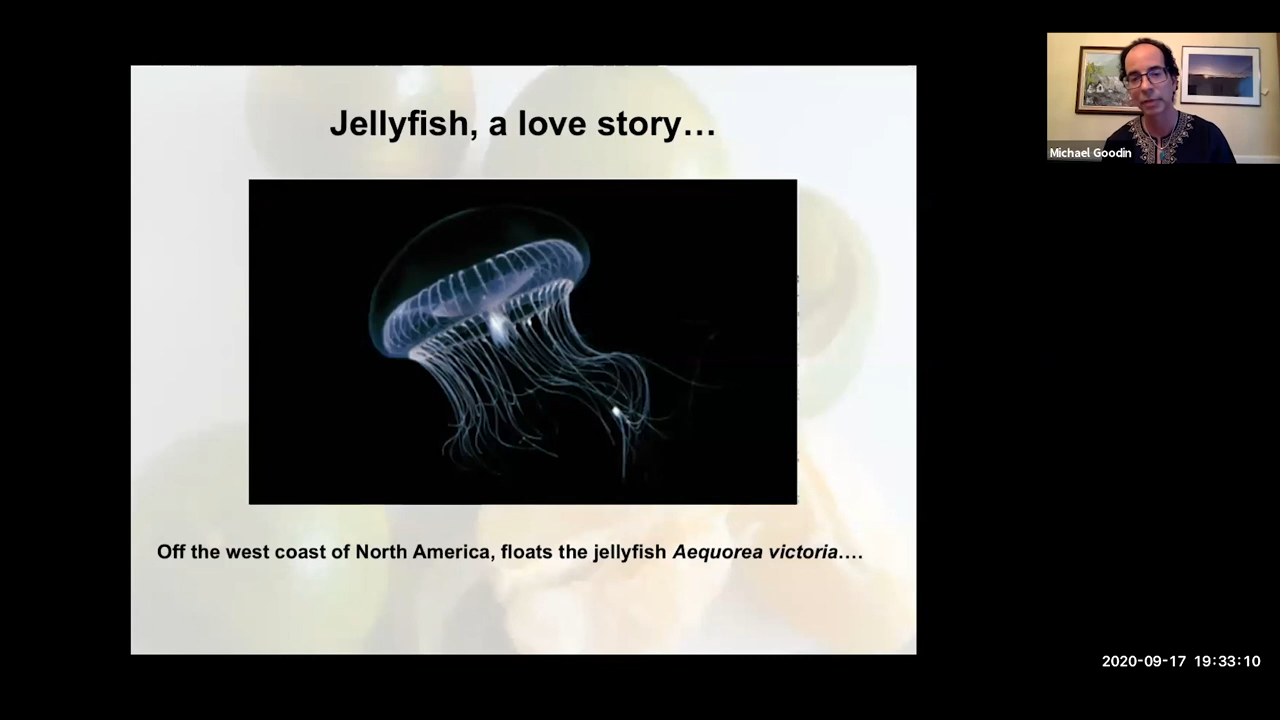 Jellyfish, a love story…
Michael Goodin
Off the west coast of North America, floats the jellyfish Aequorea victoria….
2020-09-17 19:33:10